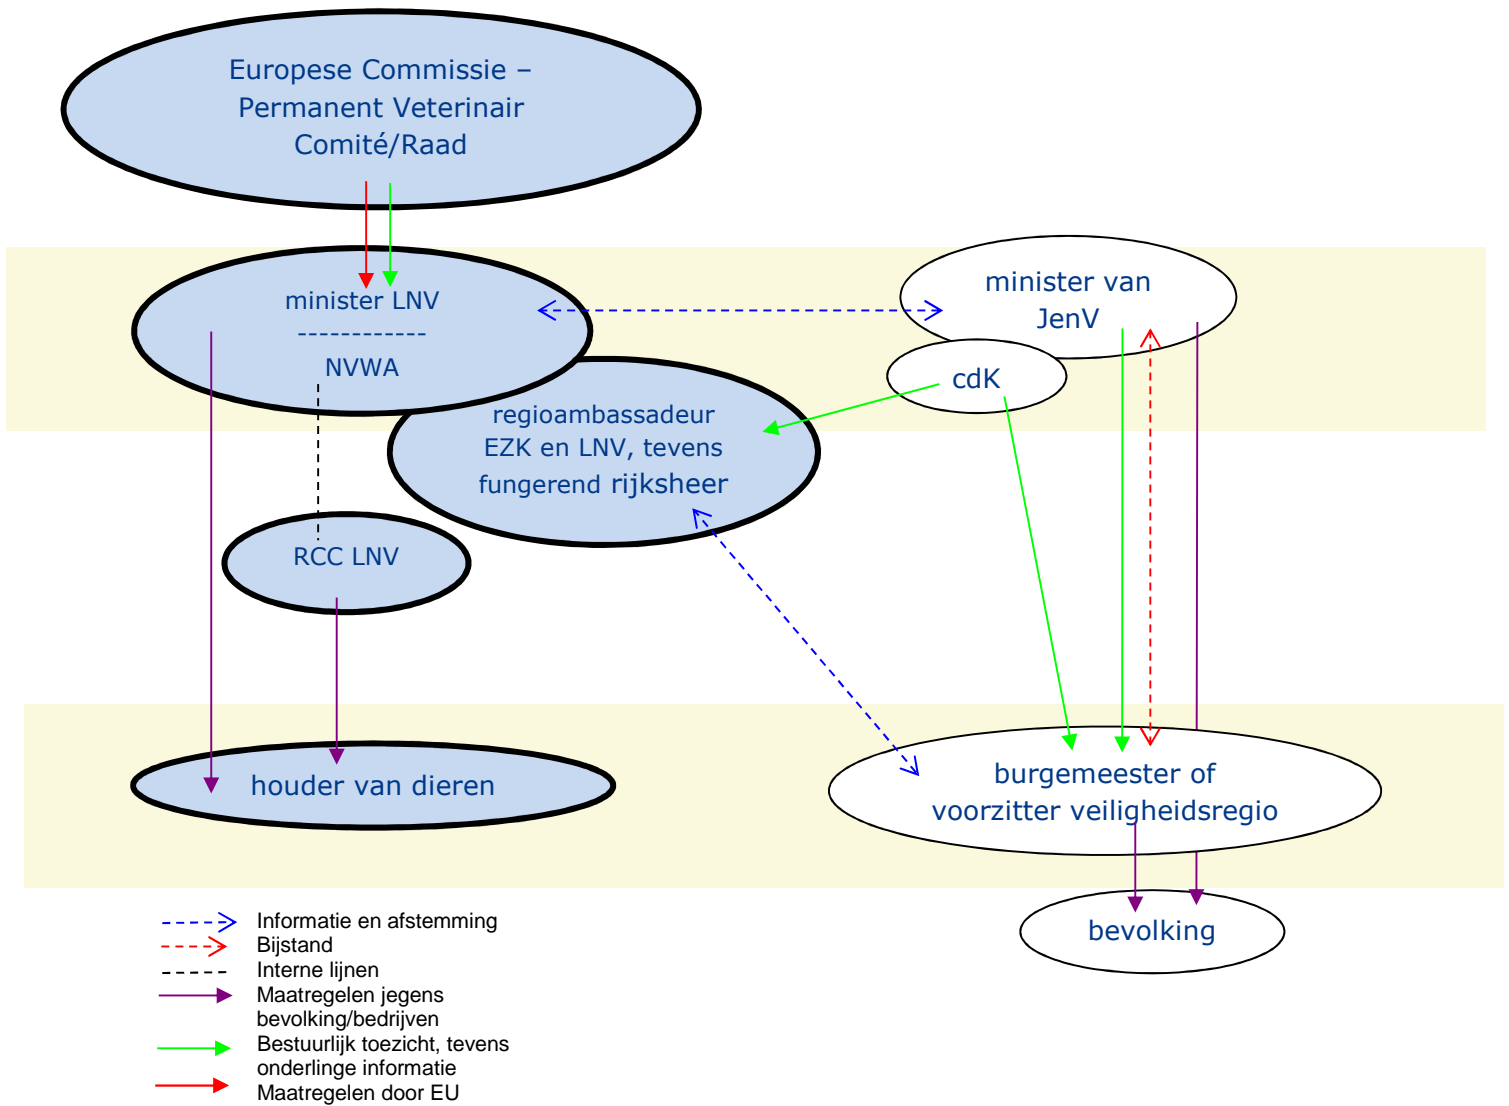 Europese Commissie –
Permanent Veterinair
Comité/Raad
minister LNV
------------
NVWA
minister van
JenV
cdK
regioambassadeur
EZK en LNV, tevens
fungerend rijksheer
RCC LNV
houder van dieren
burgemeester of
voorzitter veiligheidsregio
bevolking
Informatie en afstemming
Bijstand
Interne lijnen
Maatregelen jegens
bevolking/bedrijven
Bestuurlijk toezicht, tevens
onderlinge informatie
Maatregelen door EU